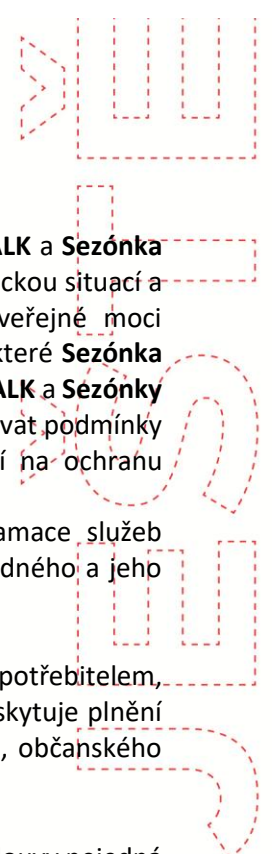 ALK a Sezónka
ckou situací a
veřejné moci
které Sezónka
ALK a Sezónky
vat podmínky
í na ochranu
amace služeb
dného a jeho
potřebitelem,
skytuje plnění
, občanského
JEŠTĚ